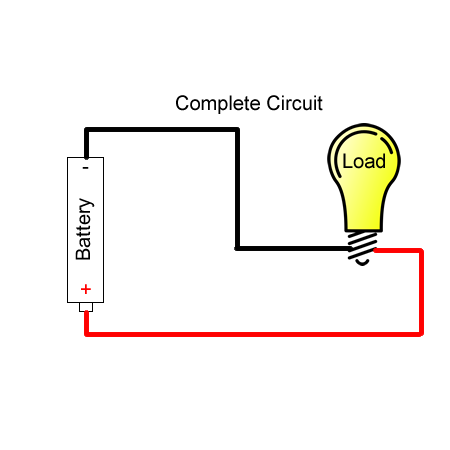 Complete Circuit
Load
-
Battery
+